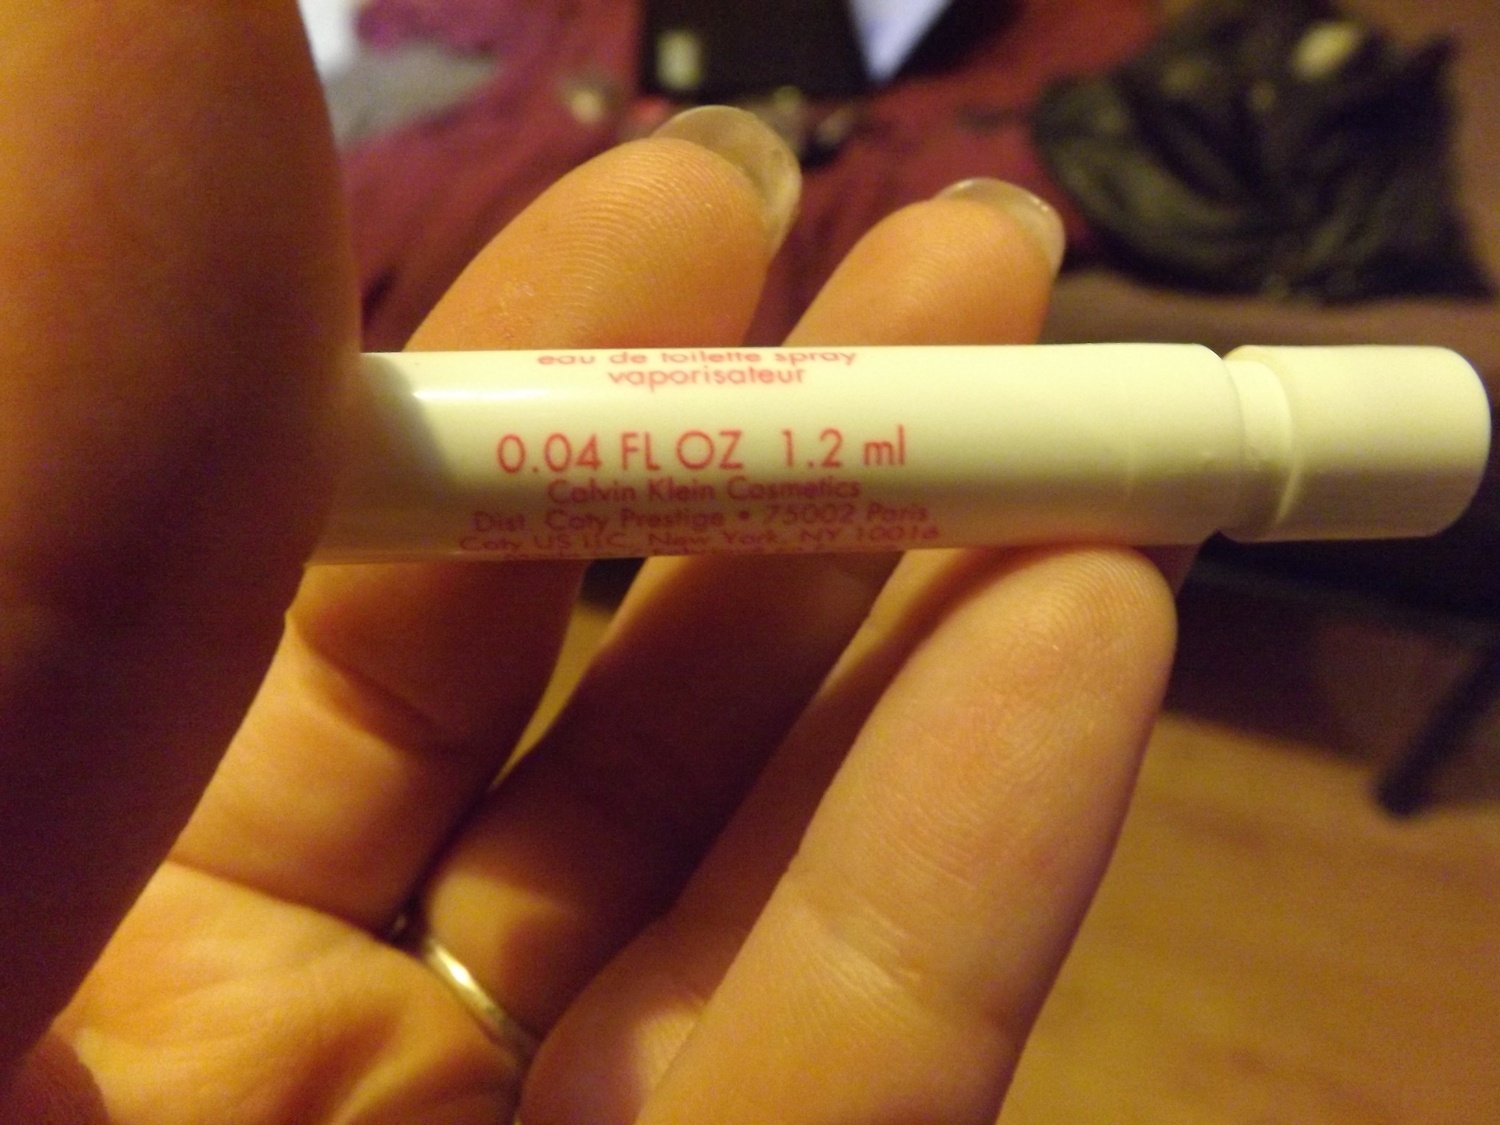 eau de toilette spray
vaporisateur
0.04 FL OZ 1.2 ml
Calvin Klein Cosmetics
Dist. Coty Prestige • 75002 Paris
Coty US LLC, New York, NY 10016